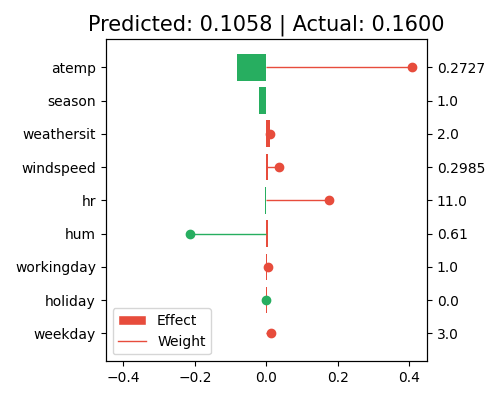 Predicted: 0.1058 | Actual: 0.1600
atemp 0.2727
season 1.0
weathersit 2.0
windspeed 0.2985
hr 11.0
hum 0.61
workingday 1.0
holiday 0.0
weekday 3.0
Effect
Weight
−0.4 −0.2 0.0 0.2 0.4